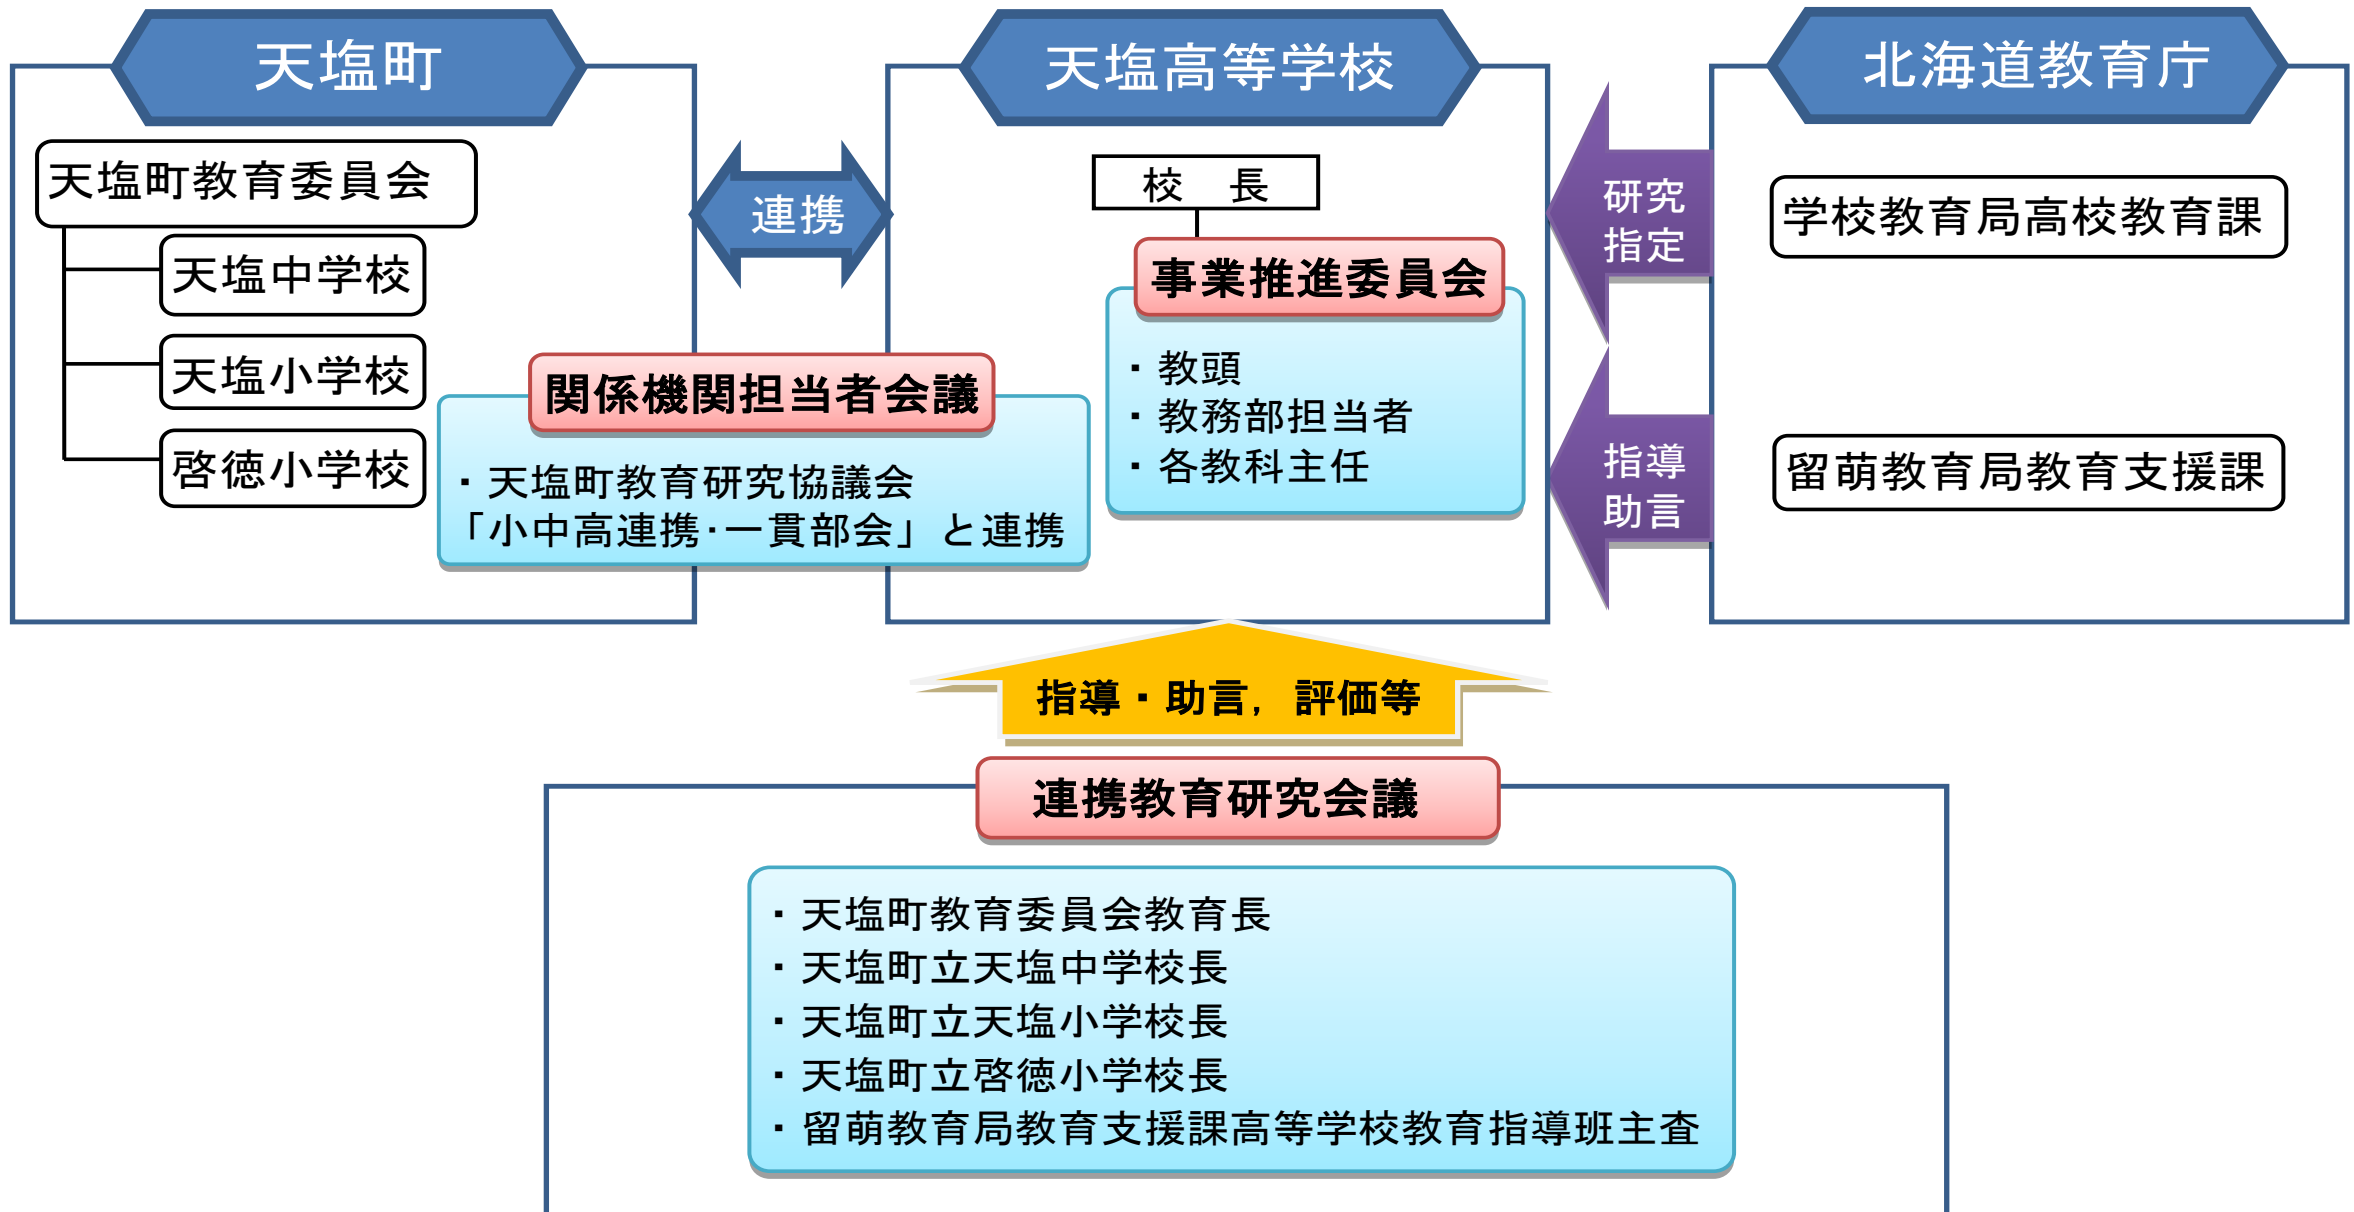 天塩町
天塩町教育委員会
天塩中学校
天塩小学校
啓徳小学校
連携
関係機関担当者会議
・天塩町教育研究協議会
「小中高連携・一貫部会」と連携
天塩高等学校
校　長
事業推進委員会
・教頭
・教務部担当者
・各教科主任
研究
指定
指導
助言
北海道教育庁
学校教育局高校教育課
留萌教育局教育支援課
指導・助言，評価等
連携教育研究会議
・天塩町教育委員会教育長
・天塩町立天塩中学校長
・天塩町立天塩小学校長
・天塩町立啓徳小学校長
・留萌教育局教育支援課高等学校教育指導班主査